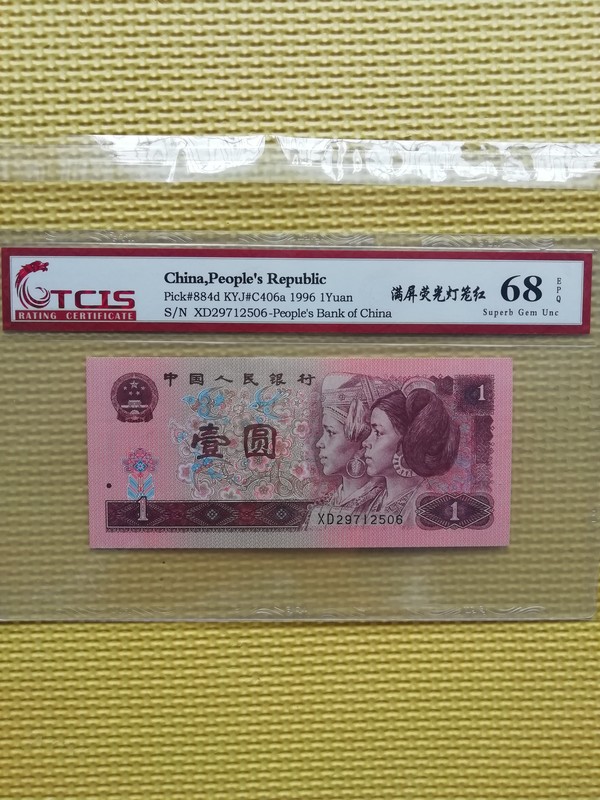 TCIS
RATING CERTIFICATE
China,People's Republic
Pick#884d KYJ#C406a 1996 1Yuan
S/N XD29712506-People's Bank of China
满屏荧光灯笼红
68
EPQ
Superb Gem Unc
中国人民银行
1
壹圆
1
XD29712506
1